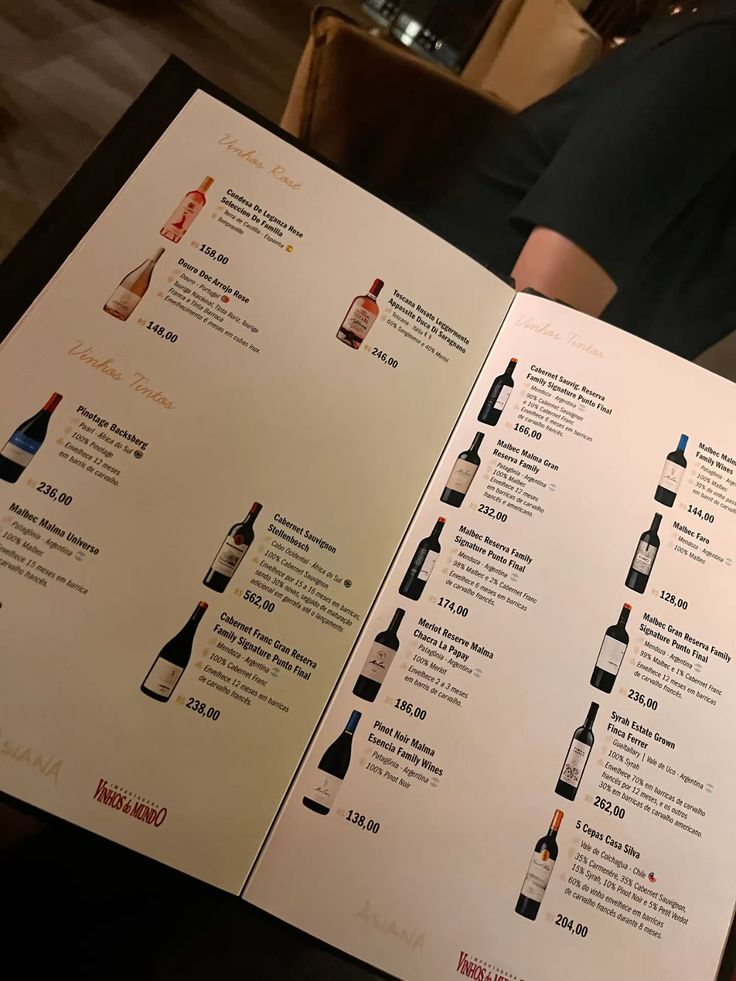 Vinhos Rosé
Condesa De Leganza Rose
Seleccion De Familia
Terra de Castilla - Espanha
Tempranillo
R$ 158,00
Douro Doc Arrojo Rose
Douro - Portugal
Touriga Nacional, Tinta Roriz, Touriga
Franca e Tinta Barroca
Envelhecimento 6 meses em cubas inox.
R$ 148,00
Toscana Rosato Leggermente
Appassite Duca Di Saragnano
Toscana - Itália
60% Sangiovese e 40% Merlot
R$ 246,00
Vinhos Tintos
Pinotage Backsberg
Paarl, África do Sul
100% Pinotage
Envelhece 12 meses
em barris de carvalho.
R$ 236,00
Malbec Malma Universo
Patagônia - Argentina
100% Malbec
Envelhece 15 meses em barrica
carvalho francês.
Cabernet Sauvignon
Stellenbosch
Cabo Ocidental - África do Sul
100% Cabernet Sauvignon
Envelhece por 15 a 16 meses em barricas,
sendo 30% novas, seguido de maturação
adicional em garrafa até o lançamento.
R$ 562,00
Cabernet Franc Gran Reserva
Family Signature Punto Final
Mendoza - Argentina
100% Cabernet Franc
Envelhece 12 meses em barricas
de carvalho francês.
R$ 238,00
IMPORTADORA
VINHOS do MUNDO
Vinhos Tintos
Cabernet Sauvig. Reserva
Family Signature Punto Final
Mendoza - Argentina
90% Cabernet Sauvignon
e 10% Cabernet Franc
Envelhece 6 meses em barricas
de carvalho francês.
R$ 166,00
Malbec Malma Gran
Reserva Family
Patagônia - Argentina
100% Malbec
Envelhece 12 meses
em barricas de carvalho
francês e americano.
R$ 232,00
Malbec Reserva Family
Signature Punto Final
Mendoza - Argentina
98% Malbec e 2% Cabernet Franc
Envelhece 6 meses em barricas
de carvalho francês.
R$ 174,00
Merlot Reserve Malma
Chacra La Papay
Patagônia - Argentina
100% Merlot
Envelhece 2 a 3 meses
em barris de carvalho.
R$ 186,00
Pinot Noir Malma
Esencia Family Wines
Patagônia - Argentina
100% Pinot Noir
R$ 138,00
Malbec Malma
Family Wines
Patagônia - Arge
100% Malbec
30% do vinho pass
em barris de carval
R$ 144,00
Malbec Faro
Mendoza - Argentina
100% Malbec
R$ 128,00
Malbec Gran Reserva Family
Signature Punto Final
Mendoza - Argentina
99% Malbec e 1% Cabernet Franc
Envelhece 12 meses em barricas
de carvalho francês.
R$ 236,00
Syrah Estate Grown
Finca Ferrer
Gualtallary | Vale de Uco - Argentina
100% Syrah
Envelhece 70% em barricas de carvalho
francês por 12 meses, e os outros
30% em barricas de carvalho americano.
R$ 262,00
5 Cepas Casa Silva
Vale de Colchagua - Chile
35% Carmenère, 35% Cabernet Sauvignon,
15% Syrah, 10% Pinot Noir e 5% Petit Verdot
60% do vinho envelhece em barricas
de carvalho francês durante 8 meses.
R$ 204,00
IMPORTADORA
VINHOS do MUND